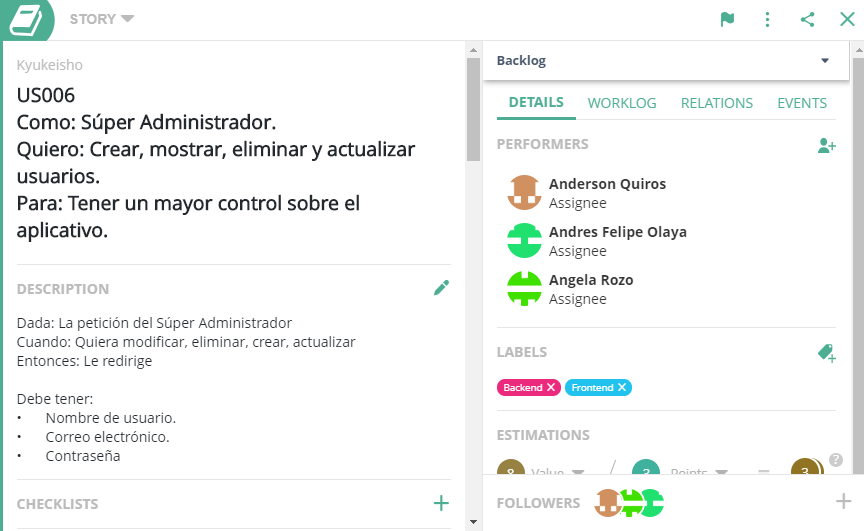 STORY
Kyukeisho
US006
Como: Súper Administrador.
Quiero: Crear, mostrar, eliminar y actualizar
usuarios.
Para: Tener un mayor control sobre el
aplicativo.
DESCRIPTION
Dada: La petición del Súper Administrador
Cuando: Quiera modificar, eliminar, crear, actualizar
Entonces: Le redirige
Debe tener:
• Nombre de usuario.
• Correo electrónico.
• Contraseña
CHECKLISTS
Backlog
DETAILS WORKLOG RELATIONS EVENTS
PERFORMERS
Anderson Quiros
Assignee
Andres Felipe Olaya
Assignee
Angela Rozo
Assignee
LABELS
Backend X Frontend X
ESTIMATIONS
8 Value / 3 Points = 3 ?
FOLLOWERS